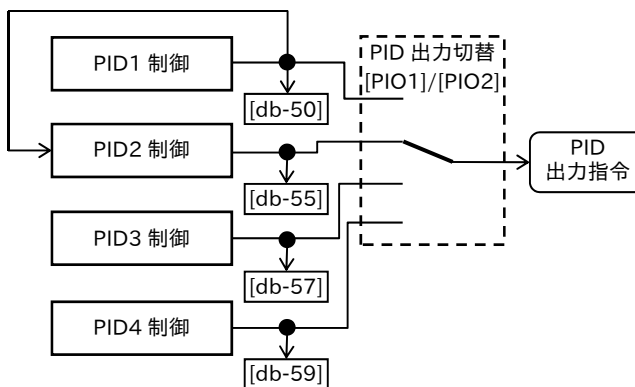 PID1 制御
[db-50]
PID 出力切替
[PIO1]/[PIO2]
PID2 制御
[db-55]
PID
出力指令
PID3 制御
[db-57]
PID4 制御
[db-59]